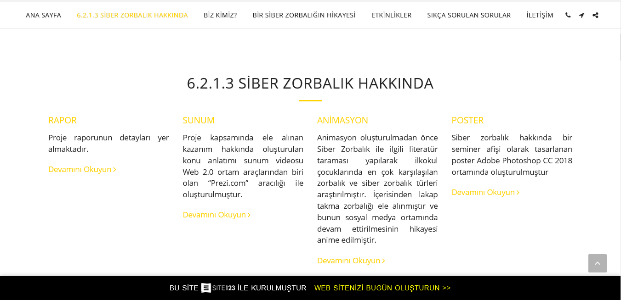 ANA SAYFA 6.2.1.3 SİBER ZORBALIK HAKKINDA BİZ KİMİZ? BİR SİBER ZORBALIĞIN HİKAYESİ ETKİNLİKLER SIKÇA SORULAN SORULAR İLETİŞİM
6.2.1.3 SİBER ZORBALIK HAKKINDA
RAPOR
Proje raporunun detayları yer
almaktadır.
Devamını Okuyun >
SUNUM
Proje kapsamında ele alınan
kazanım hakkında oluşturulan
konu anlatımı sunum videosu
Web 2.0 ortam araçlarından biri
olan "Prezi.com" aracılığı ile
oluşturulmuştur.
Devamını Okuyun >
ANİMASYON
Animasyon oluşturulmadan önce
Siber Zorbalık ile ilgili literatür
taraması yapılarak ilkokul
çocuklarında en çok karşılaşılan
zorbalık ve siber zorbalık türleri
araştırılmıştır. İçerisinden lakap
takma zorbalığı ele alınmıştır ve
bunun sosyal medya ortamında
devam ettirilmesinin hikayesi
anime edilmiştir.
Devamını Okuyun >
POSTER
Siber zorbalık hakkında bir
seminer afişi olarak tasarlanan
poster Adobe Photoshop CC 2018
ortamında oluşturulmuştur
Devamını Okuyun >
BU SİTE SITE123 İLE KURULMUŞTUR WEB SİTENİZİ BUGÜN OLUŞTURUN >>